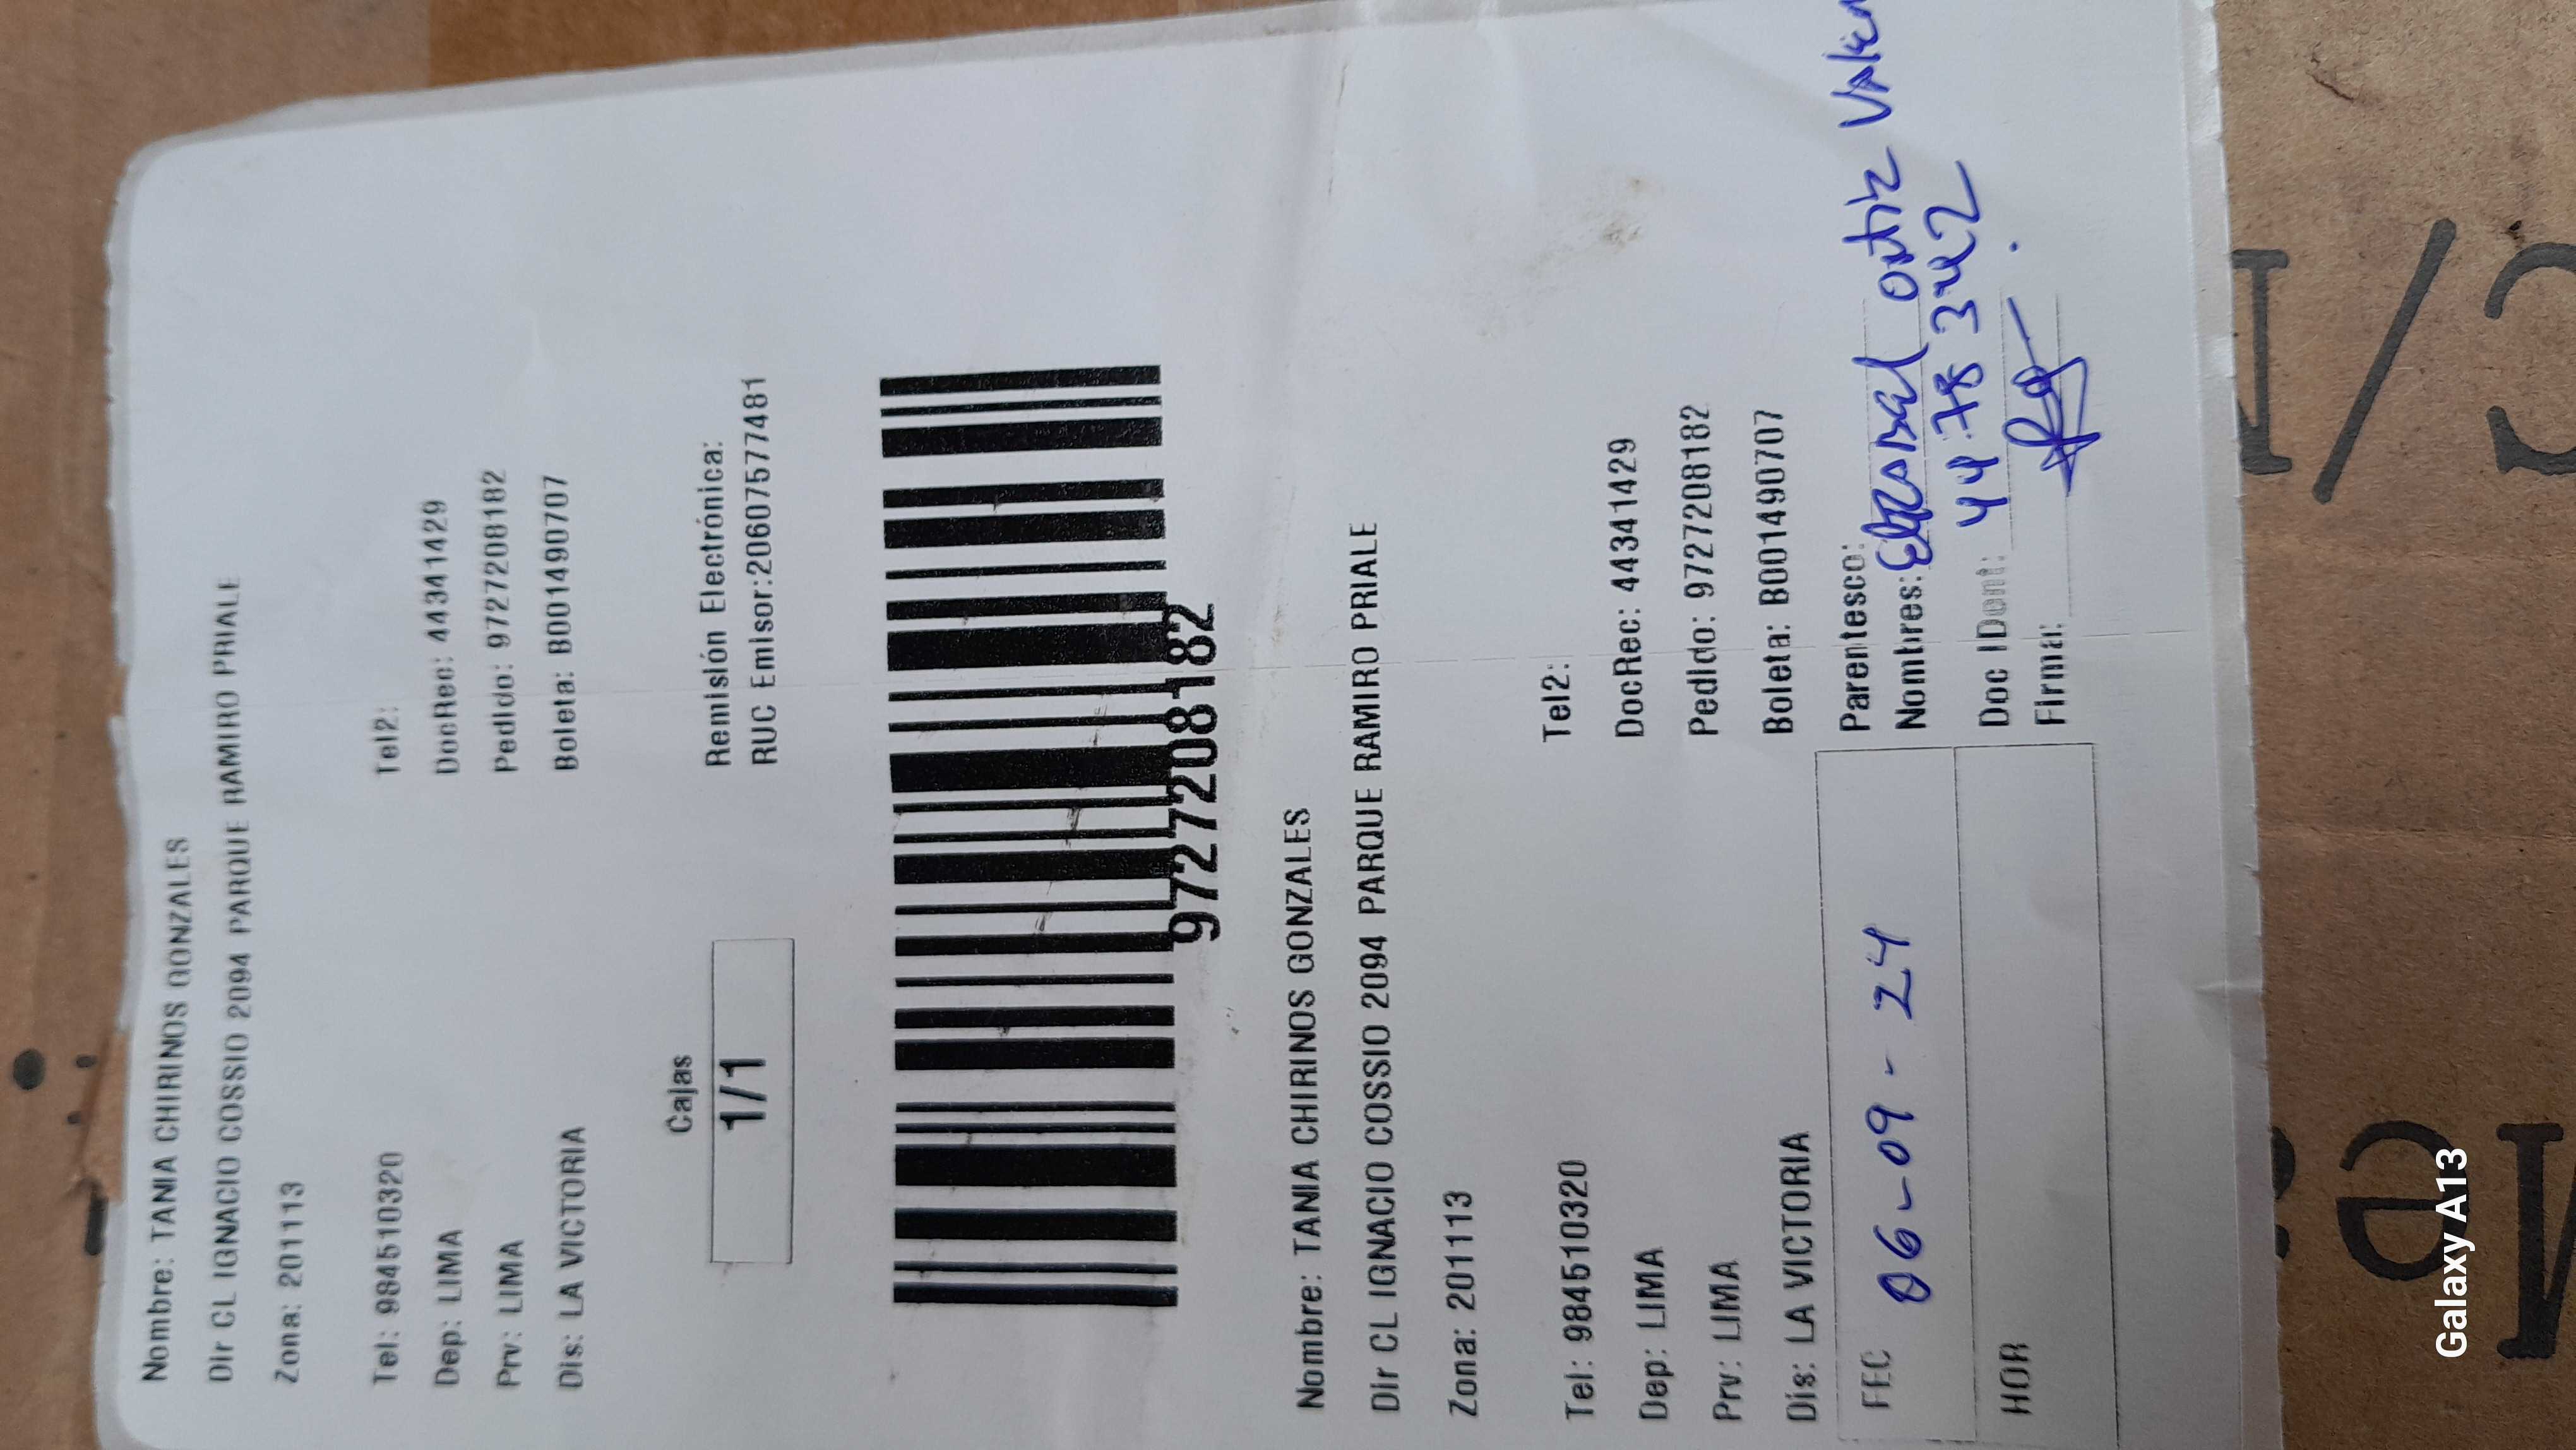 Nombre: TANIA CHIRINOS GONZALES
Dir CL IGNACIO COSSIO 2094 PARQUE RAMIRO PRIALE
Zona: 201113
Tel: 984510320 Tel2:
Dep: LIMA DocRec: 44341429
Prv: LIMA Pedido: 9727208182
Dis: LA VICTORIA Boleta: B001490707
Cajas Remisión Electrónica:
1/1 RUC Emisor:20607577481
9727208182
Nombre: TANIA CHIRINOS GONZALES
Dir CL IGNACIO COSSIO 2094 PARQUE RAMIRO PRIALE
Zona: 201113
Tel: 984510320 Tel2:
Dep: LIMA DocRec: 44341429
Prv: LIMA Pedido: 9727208182
Dis: LA VICTORIA Boleta: B001490707
FEC 06-09-24 Parentesco:
Nombres: ortiz
HOR Doc IDent: 44783442
Firma:
Galaxy A13